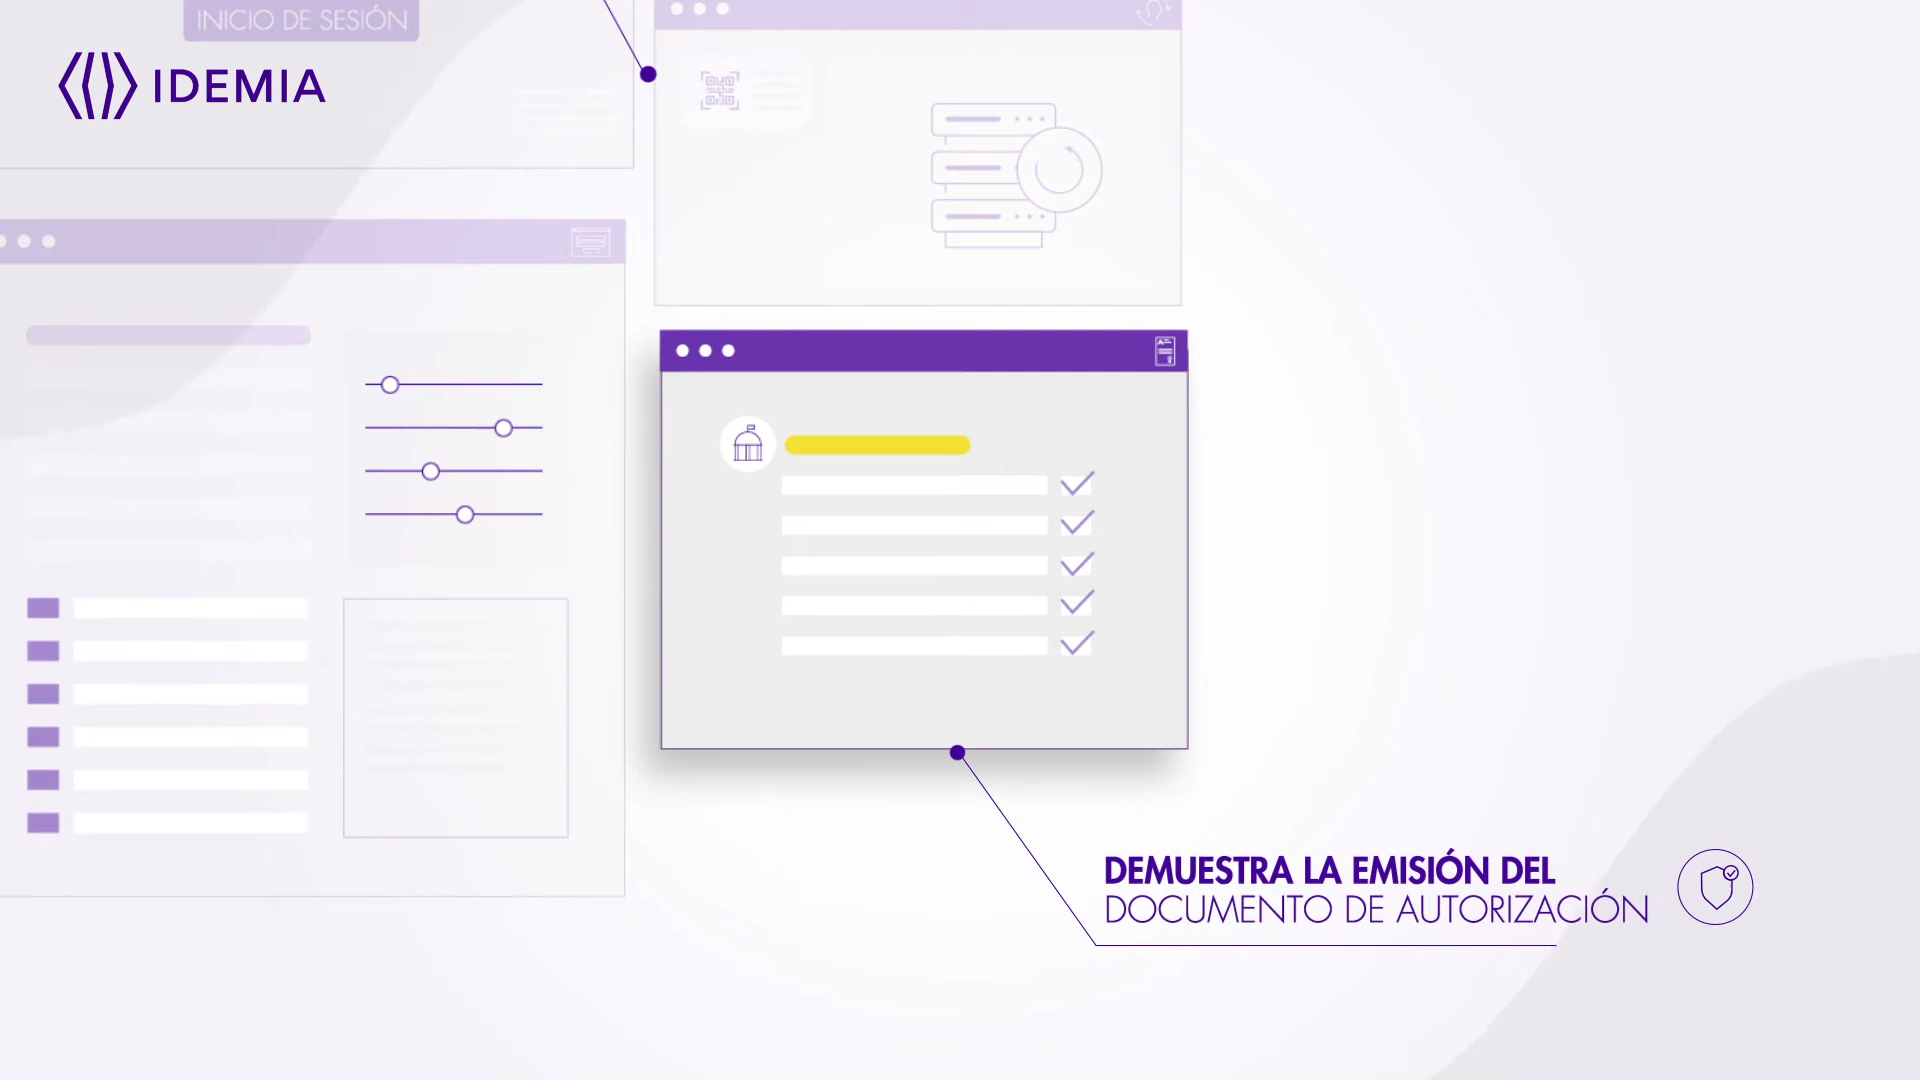 INICIO DE SESIÓN
IDEMIA
DEMUESTRA LA EMISIÓN DEL
DOCUMENTO DE AUTORIZACIÓN